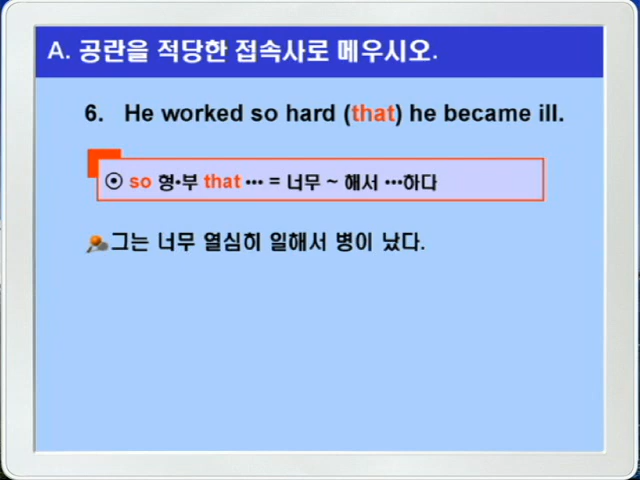 A. 공란을 적당한 접속사로 메우시오.
6. He worked so hard (that) he became ill.
⊙ so 형·부 that ··· = 너무 ~ 해서 ···하다
그는 너무 열심히 일해서 병이 났다.